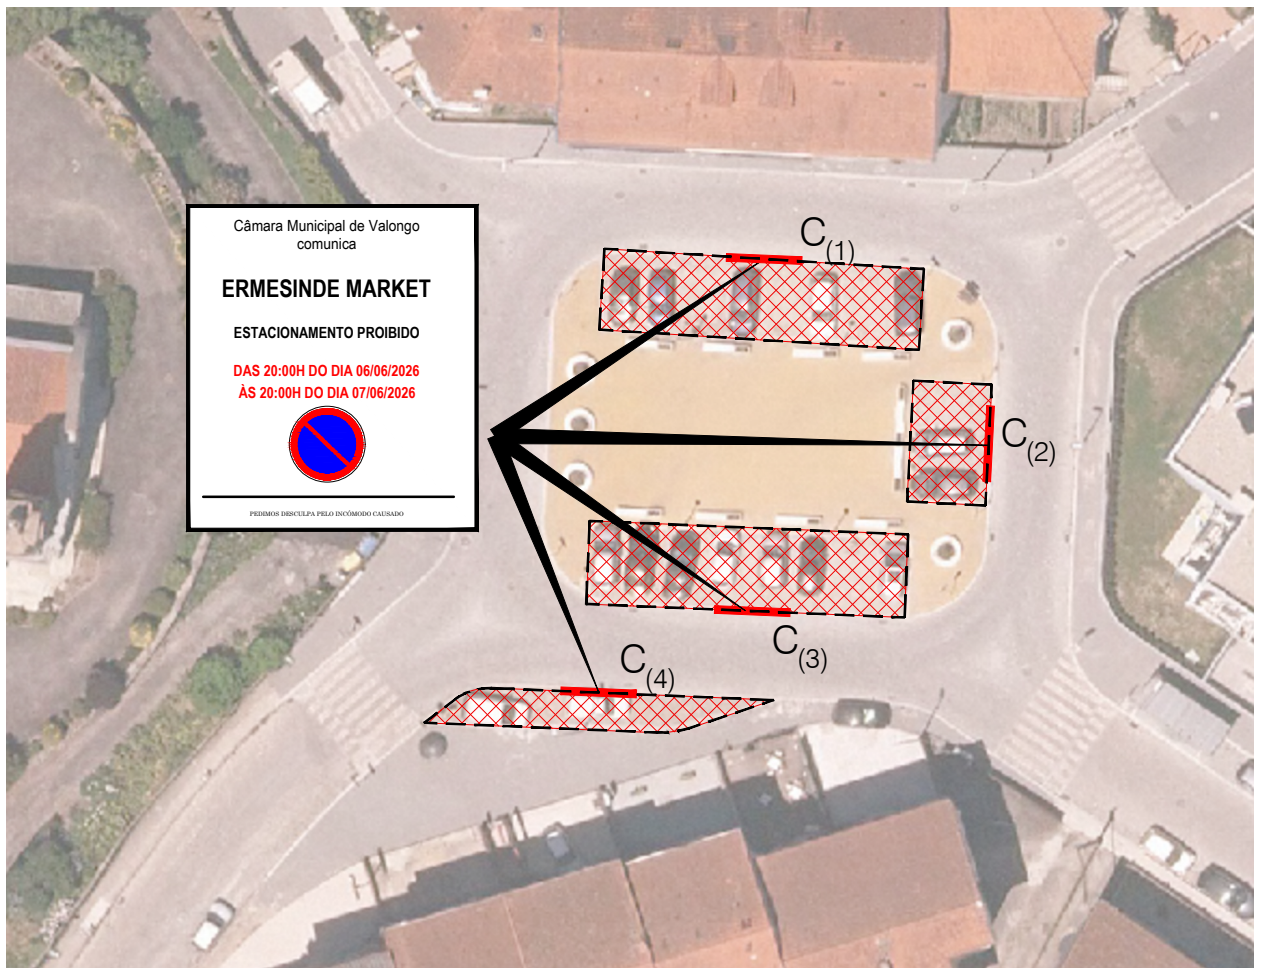 Câmara Municipal de Valongo
comunica
ERMESINDE MARKET
ESTACIONAMENTO PROIBIDO
DAS 20:00H DO DIA 06/06/2026
ÀS 20:00H DO DIA 07/06/2026
PEDIMOS DESCULPA PELO INCÓMODO CAUSADO
C(1)
C(2)
C(3)
C(4)